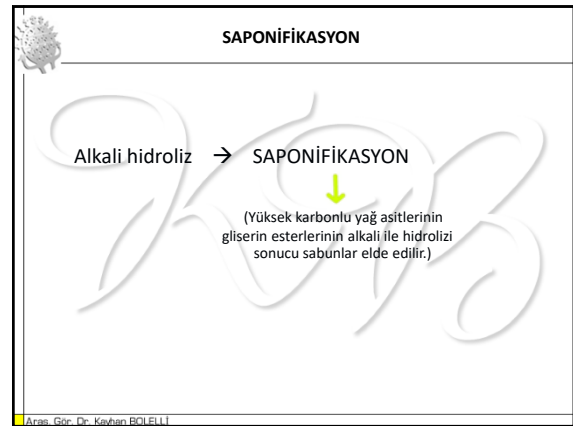 SAPONİFİKASYON
Alkali hidroliz → SAPONİFİKASYON
(Yüksek karbonlu yağ asitlerinin
gliserin esterlerinin alkali ile hidrolizi
sonucu sabunlar elde edilir.)
KB
Araş. Gör. Dr. Kayhan BOLELLİ